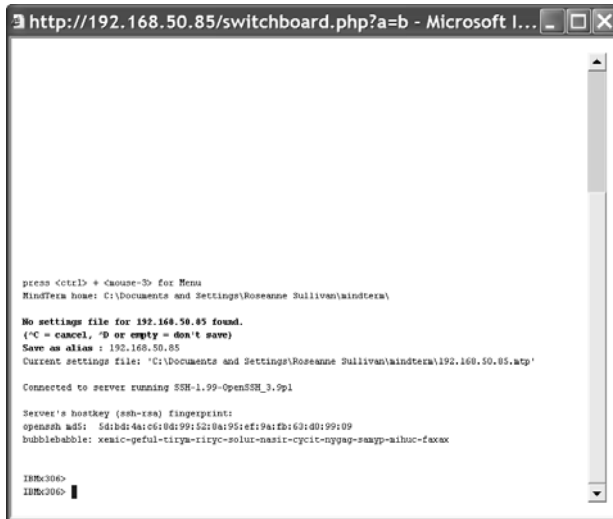 http://192.168.50.85/switchboard.php?a=b - Microsoft I...
press <ctrl> + <mouse-3> for Menu
MindTerm home: C:\Documents and Settings\Roseanne Sullivan\mindterm\
No settings file for 192.168.50.85 found.
(^C = cancel, ^D or empty = don't save)
Save as alias : 192.168.50.85
Current settings file: 'C:\Documents and Settings\Roseanne Sullivan\mindterm\192.168.50.85.mtp'
Connected to server running SSH-1.99-OpenSSH_3.9p1
Server's hostkey (ssh-rsa) fingerprint:
openssh md5: 5d:bd:4a:c6:8d:99:52:8a:95:ef:9a:fb:63:d0:99:09
bubblebabble: xemic-geful-tirym-riryc-solur-nasir-cycit-nygag-samyp-mihuc-faxax
IBMx306>
IBMx306>